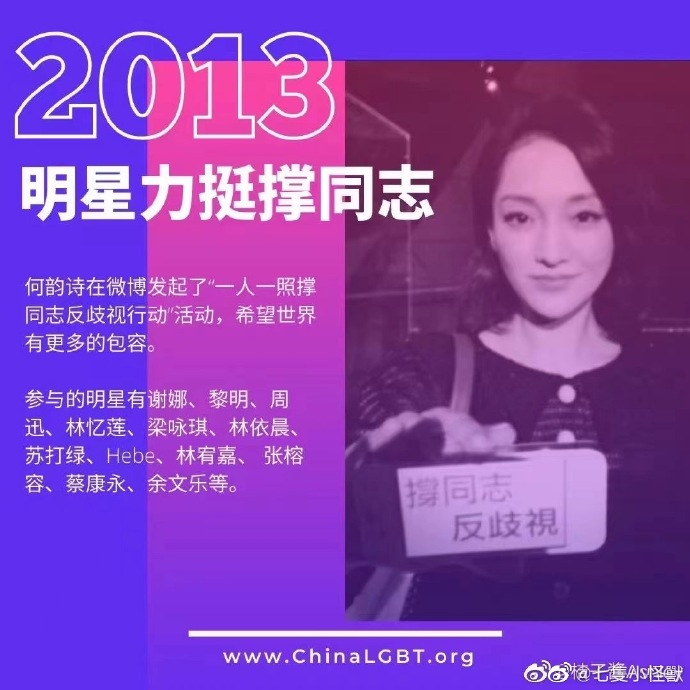 2013
明星力挺撑同志
何韵诗在微博发起了“一人一照撑
同志反歧视行动”活动，希望世界
有更多的包容。
参与的明星有谢娜、黎明、周
迅、林忆莲、梁咏琪、林依晨、
苏打绿、Hebe、林宥嘉、 张榕
容、蔡康永、余文乐等。
撐同志
反歧視
www.ChinaLGBT.org
小怪獸